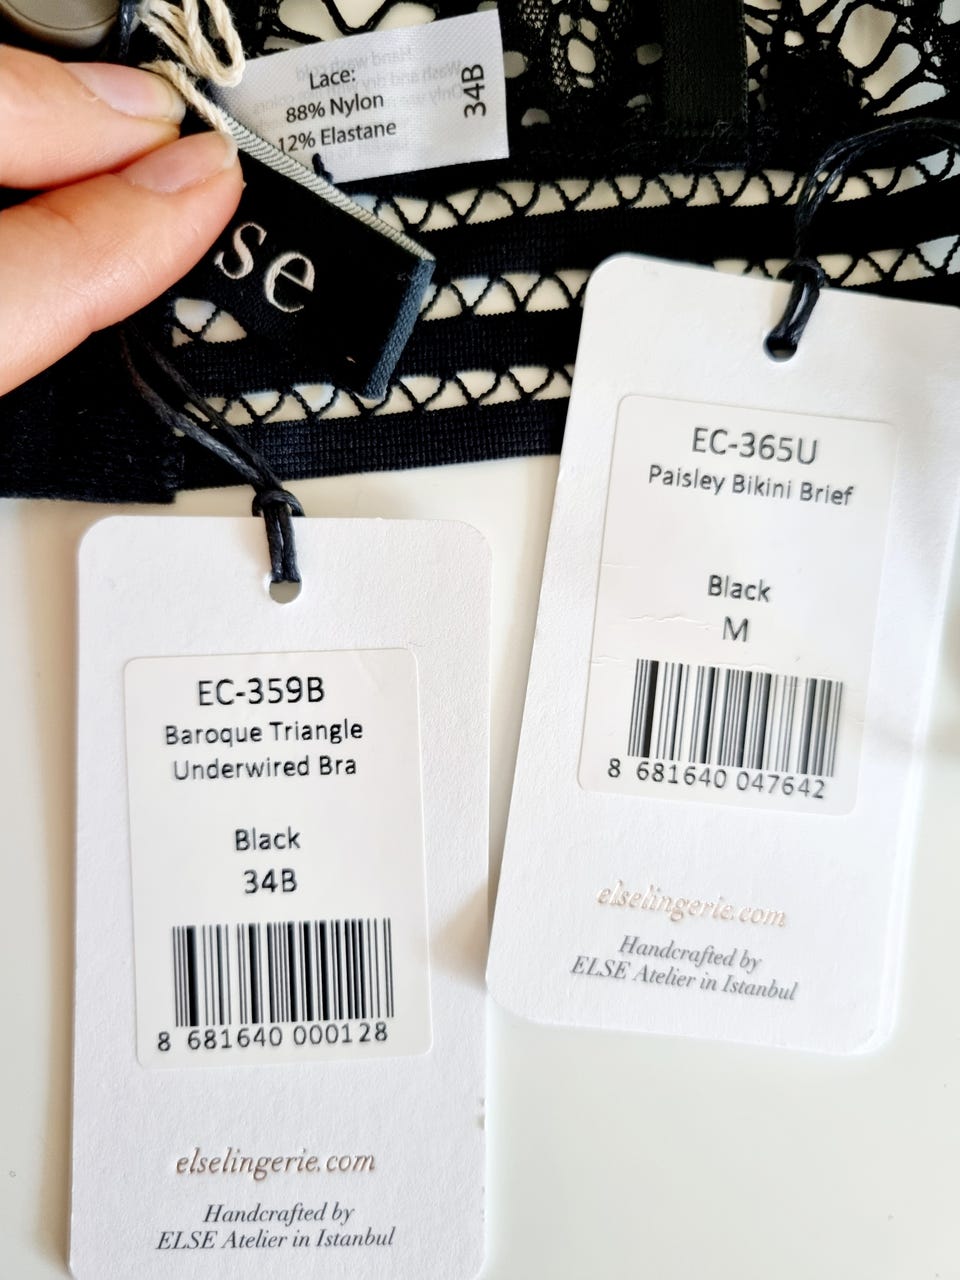 Lace:
88% Nylon
12% Elastane
34B
se
EC-365U
Paisley Bikini Brief
Black
M
8 681640 047642
elselingerie.com
Handcrafted by
ELSE Atelier in Istanbul
EC-359B
Baroque Triangle
Underwired Bra
Black
34B
8 681640 000128
elselingerie.com
Handcrafted by
ELSE Atelier in Istanbul